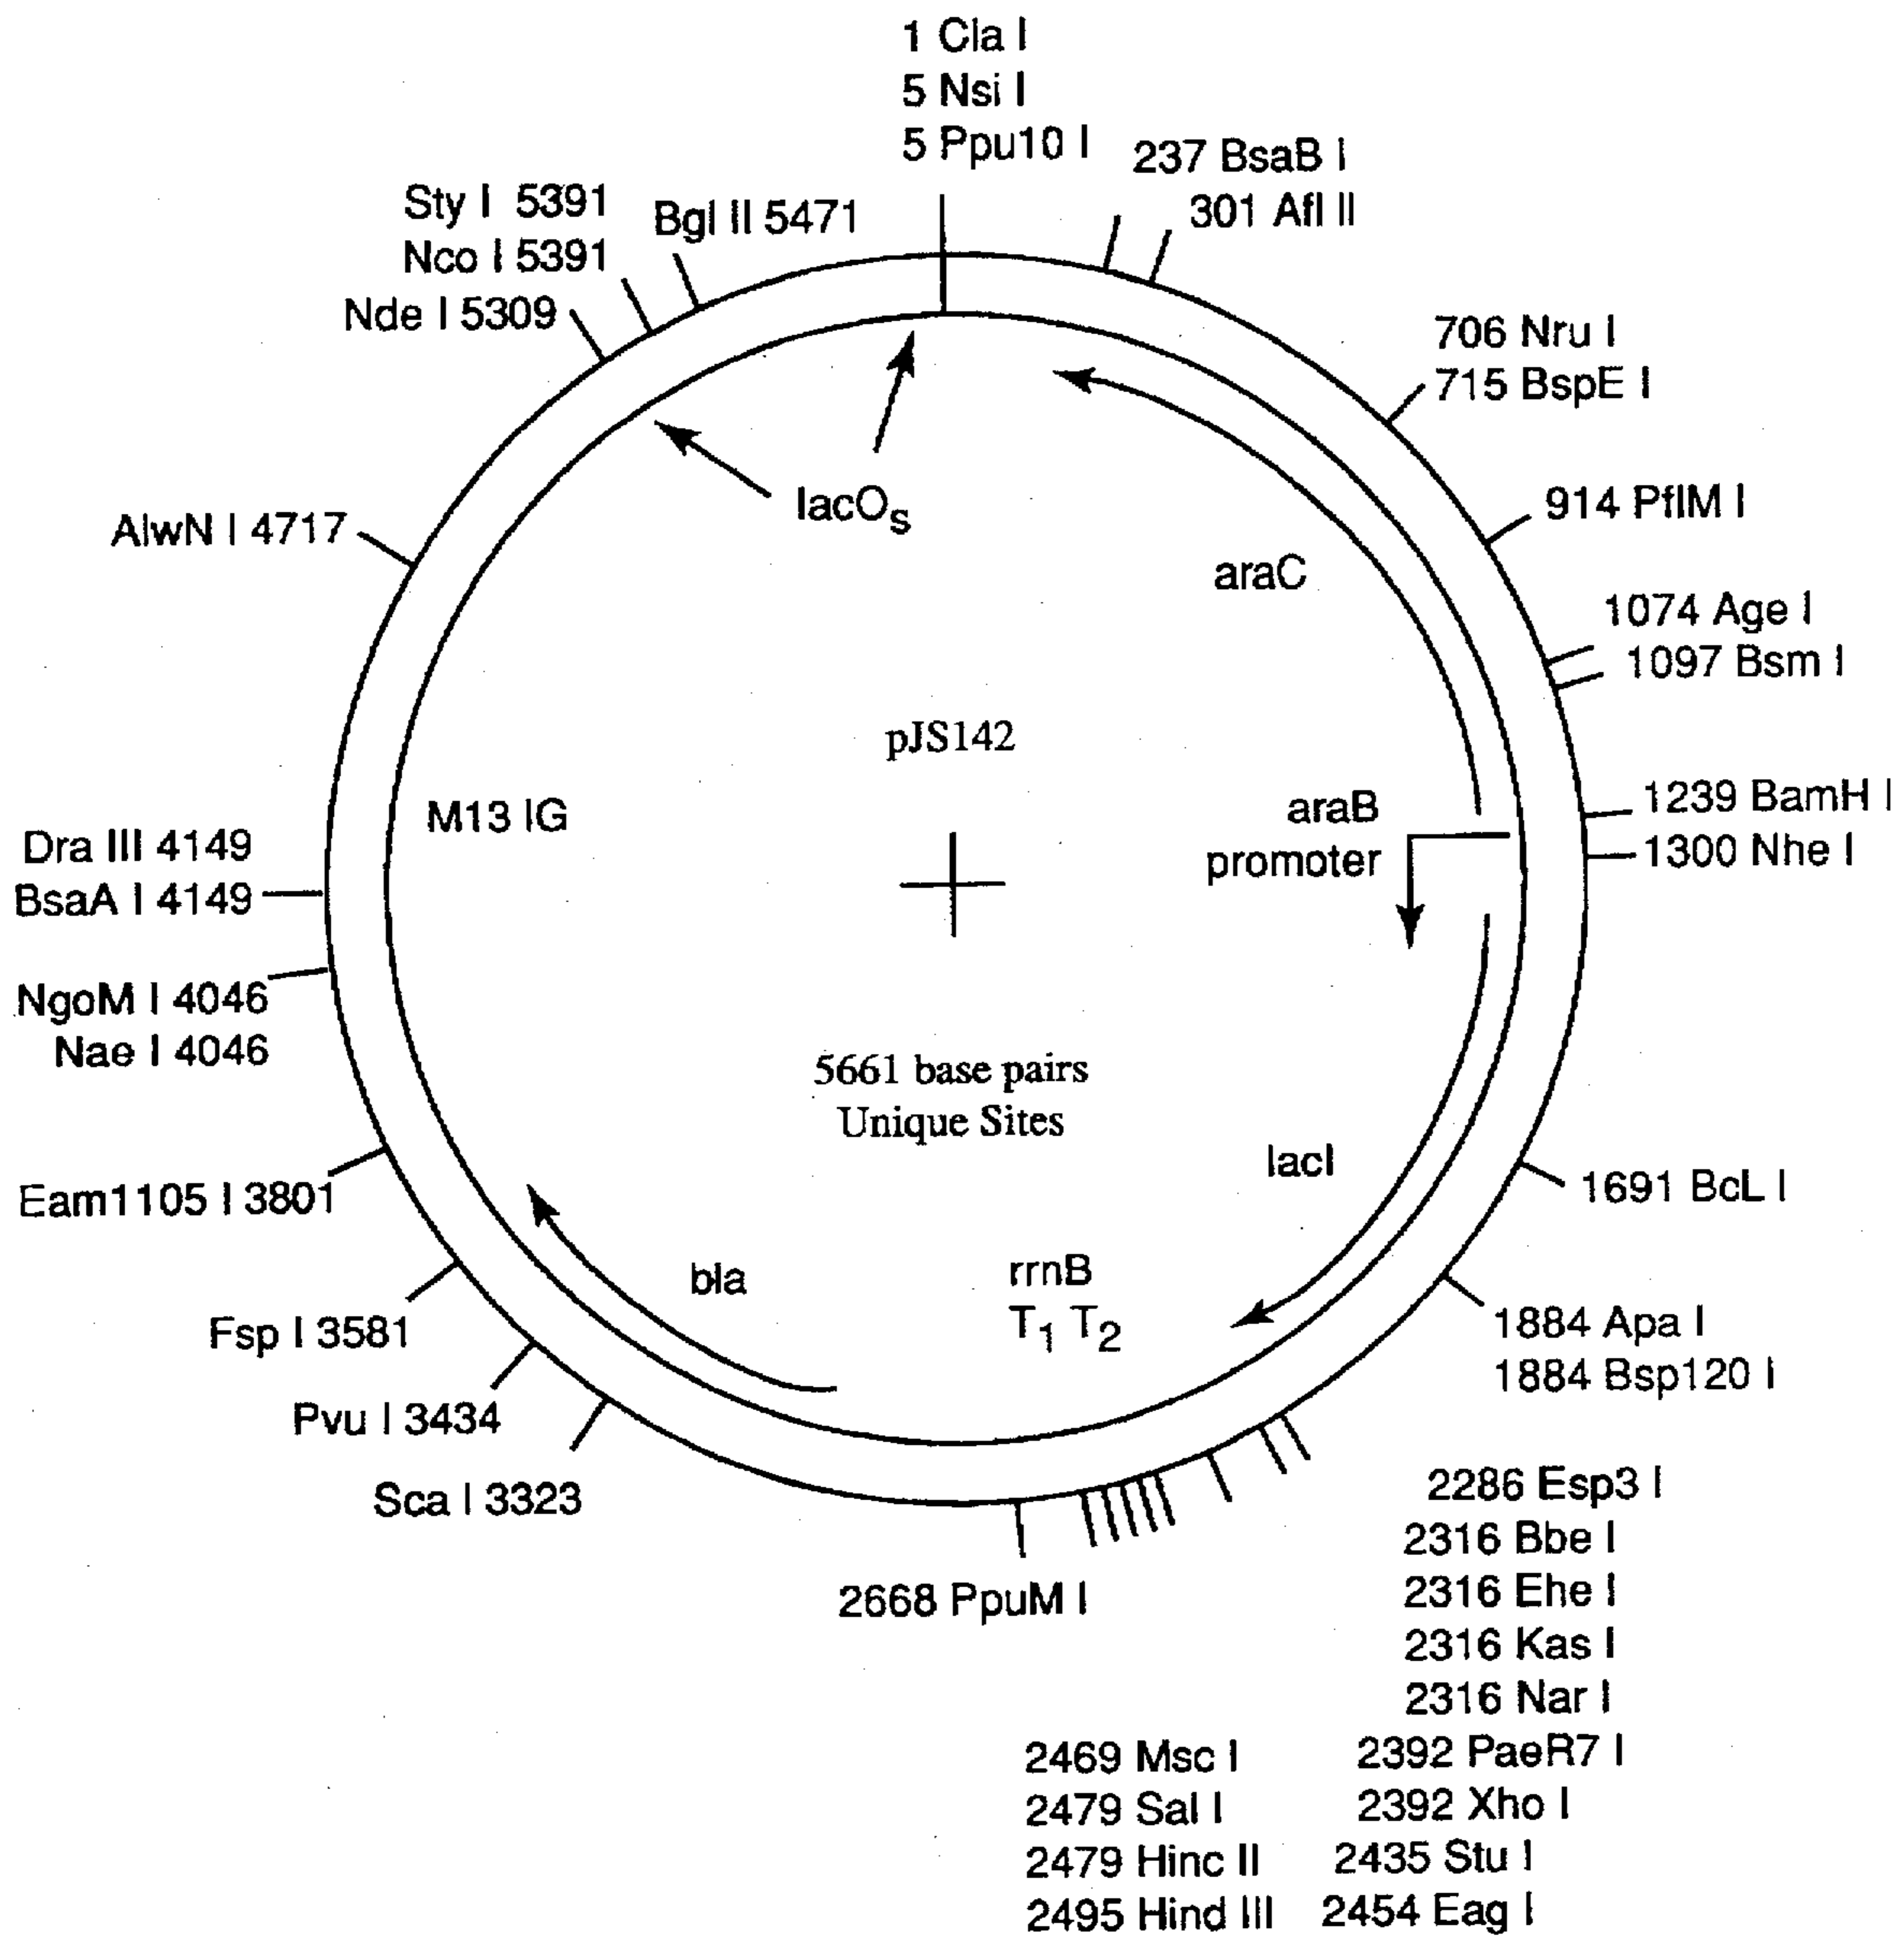 1 Cla I
5 Nsi I
5 Ppu10 I
237 BsaB I
301 Afl II
706 Nru I
715 BspE I
914 PflM I
1074 Age I
1097 Bsm I
1239 BamH I
1300 Nhe I
1691 BcL I
1884 Apa I
1884 Bsp120 I
2286 Esp3 I
2316 Bbe I
2316 Ehe I
2316 Kas I
2316 Nar I
2392 PaeR7 I
2392 Xho I
2435 Stu I
2454 Eag I
2469 Msc I
2479 Sal I
2479 Hinc II
2495 Hind III
2668 PpuM I
Sca I 3323
Pvu I 3434
Fsp I 3581
Eam1105 I 3801
NgoM I 4046
Nae I 4046
Dra III 4149
BsaA I 4149
AlwN I 4717
Nde I 5309
Sty I 5391
Nco I 5391
Bgl II 5471
lacOs
araC
pJS142
M13 IG
araB
promoter
5661 base pairs
Unique Sites
lacI
bla
rrnB
T1 T2